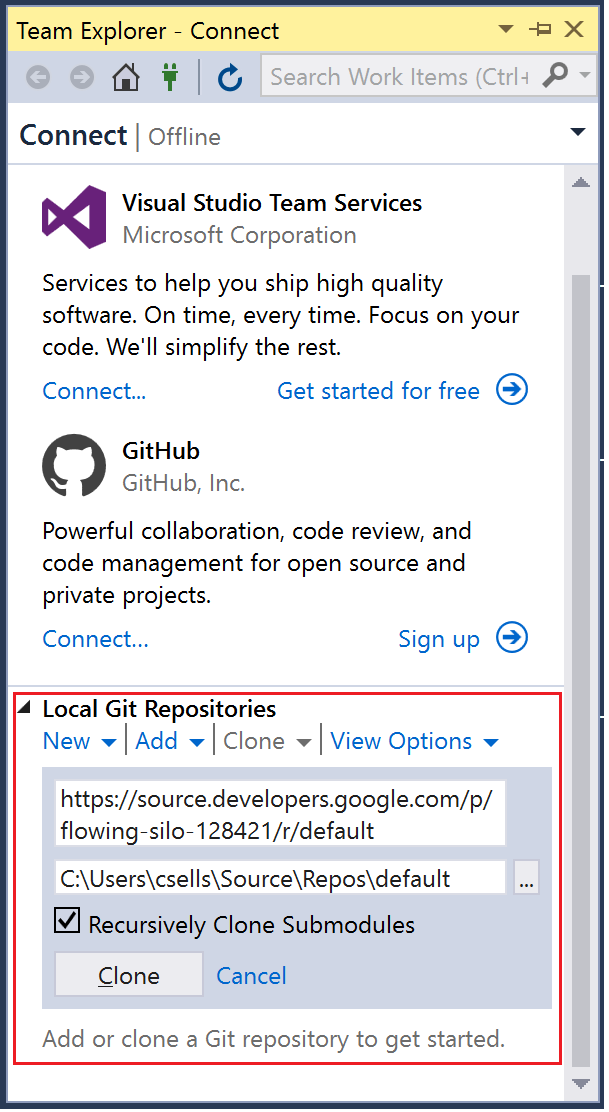 Team Explorer - Connect
Search Work Items (Ctrl+
Connect | Offline
Visual Studio Team Services
Microsoft Corporation
Services to help you ship high quality
software. On time, every time. Focus on your
code. We'll simplify the rest.
Connect... Get started for free
GitHub
GitHub, Inc.
Powerful collaboration, code review, and
code management for open source and
private projects.
Connect... Sign up
Local Git Repositories
New | Add | Clone | View Options
https://source.developers.google.com/p/
flowing-silo-128421/r/default
C:\Users\csells\Source\Repos\default ...
Recursively Clone Submodules
Clone Cancel
Add or clone a Git repository to get started.